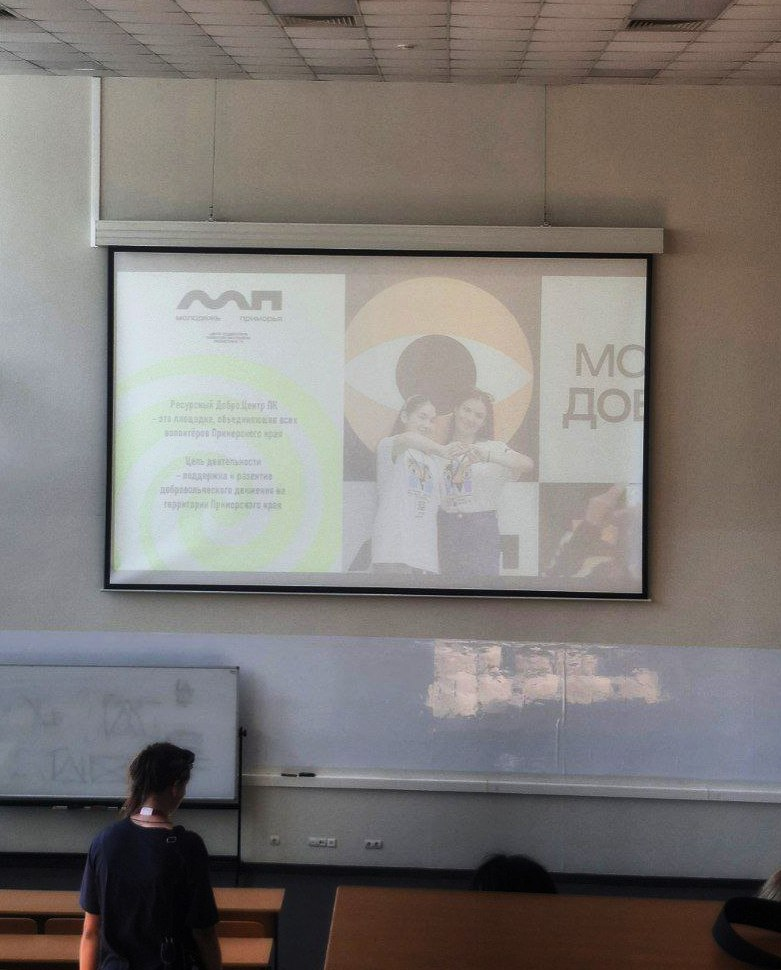 МП
молодежь приморья
Ресурсный Добро.Центр ПК
- это площадка, объединяющая всех
волонтёров Приморского края
Цель деятельности
- поддержка и развитие
добровольческого движения на
территории Приморского края
МО
ДОВ